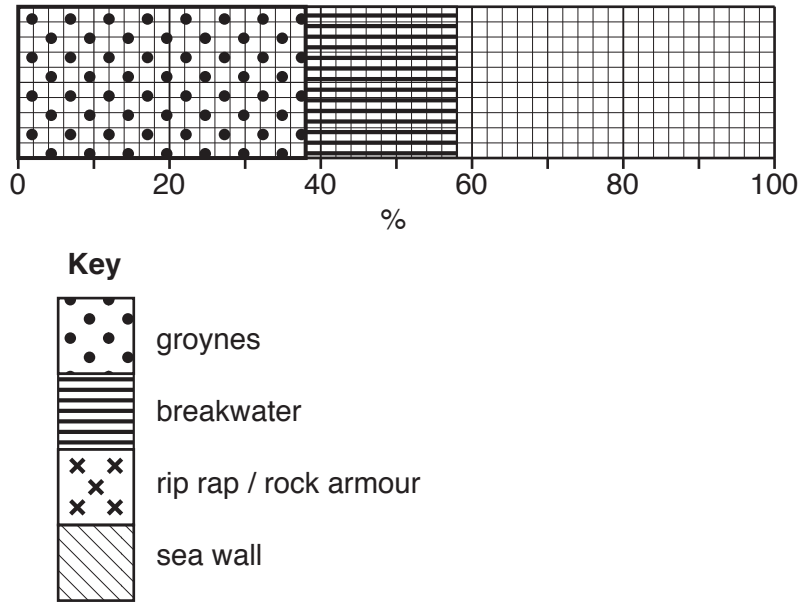 0 20 40 60 80 100
%
Key
groynes
breakwater
rip rap / rock armour
sea wall